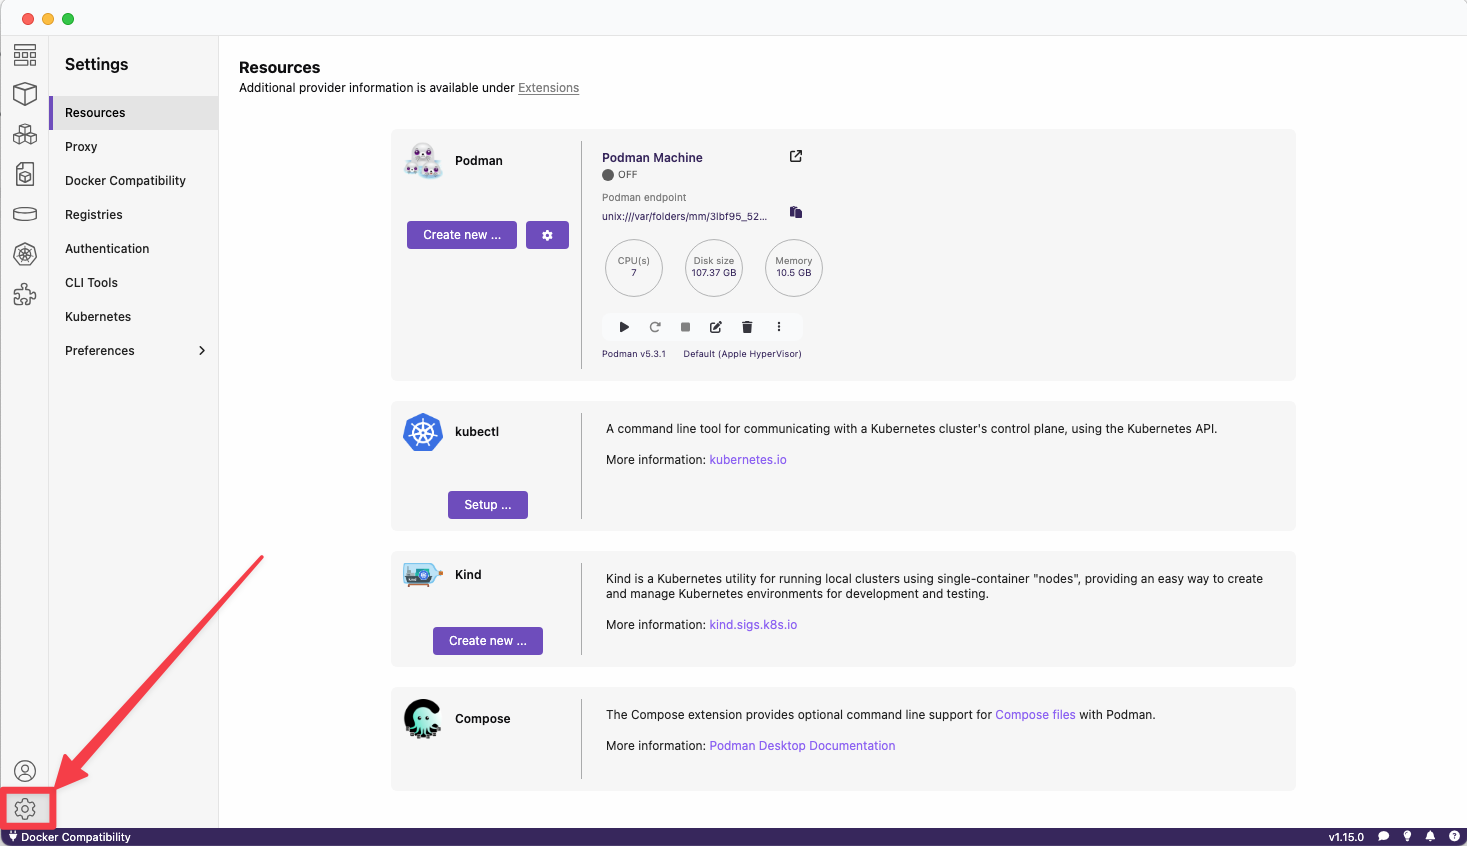 Settings
Resources
Proxy
Docker Compatibility
Registries
Authentication
CLI Tools
Kubernetes
Preferences
Resources
Additional provider information is available under Extensions
Podman
Create new ...
Podman Machine
OFF
Podman endpoint
unix:///var/folders/mm/3lbf95_52...
CPU(s)
7
Disk size
107.37 GB
Memory
10.5 GB
Podman v5.3.1 Default (Apple HyperVisor)
kubectl
Setup ...
A command line tool for communicating with a Kubernetes cluster's control plane, using the Kubernetes API.
More information: kubernetes.io
Kind
Create new ...
Kind is a Kubernetes utility for running local clusters using single-container "nodes", providing an easy way to create
and manage Kubernetes environments for development and testing.
More information: kind.sigs.k8s.io
Compose
The Compose extension provides optional command line support for Compose files with Podman.
More information: Podman Desktop Documentation
Docker Compatibility
v1.15.0